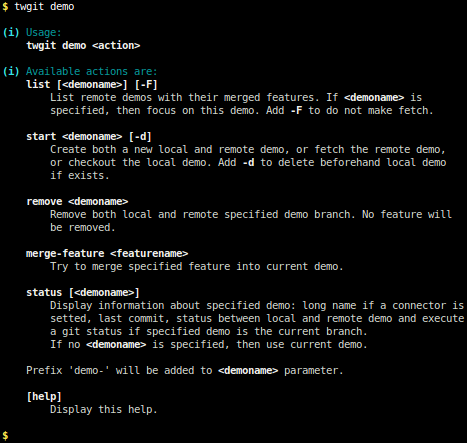 $ twgit demo
(i) Usage:
twgit demo <action>
(i) Available actions are:
list [<demoname>] [-F]
List remote demos with their merged features. If <demoname> is
specified, then focus on this demo. Add -F to do not make fetch.
start <demoname> [-d]
Create both a new local and remote demo, or fetch the remote demo,
or checkout the local demo. Add -d to delete beforehand local demo
if exists.
remove <demoname>
Remove both local and remote specified demo branch. No feature will
be removed.
merge-feature <featurename>
Try to merge specified feature into current demo.
status [<demoname>]
Display information about specified demo: long name if a connector is
setted, last commit, status between local and remote demo and execute
a git status if specified demo is the current branch.
If no <demoname> is specified, then use current demo.
Prefix 'demo-' will be added to <demoname> parameter.
[help]
Display this help.
$